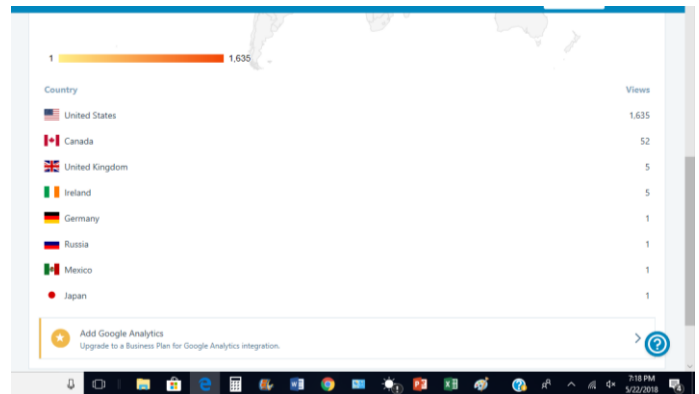 1 1,635
Country Views
United States 1,635
Canada 52
United Kingdom 5
Ireland 5
Germany 1
Russia 1
Mexico 1
Japan 1
Add Google Analytics
Upgrade to a Business Plan for Google Analytics integration.
7:18 PM
5/22/2018